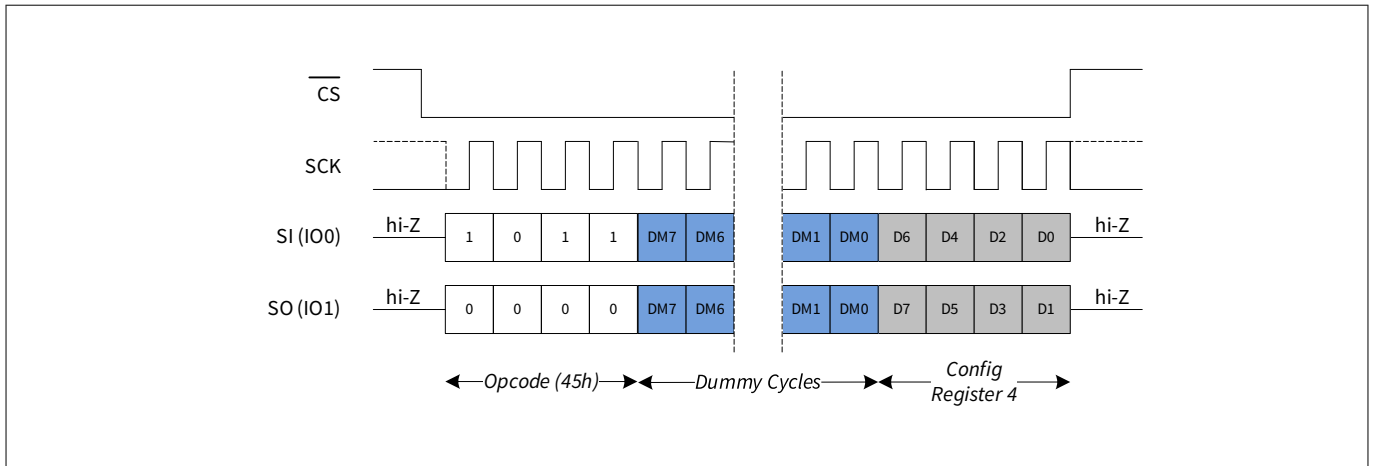 CS
SCK
SI (IO0) hi-Z 1 0 1 1 DM7 DM6 DM1 DM0 D6 D4 D2 D0 hi-Z
SO (IO1) hi-Z 0 0 0 0 DM7 DM6 DM1 DM0 D7 D5 D3 D1 hi-Z
Opcode (45h) Dummy Cycles Config
Register 4